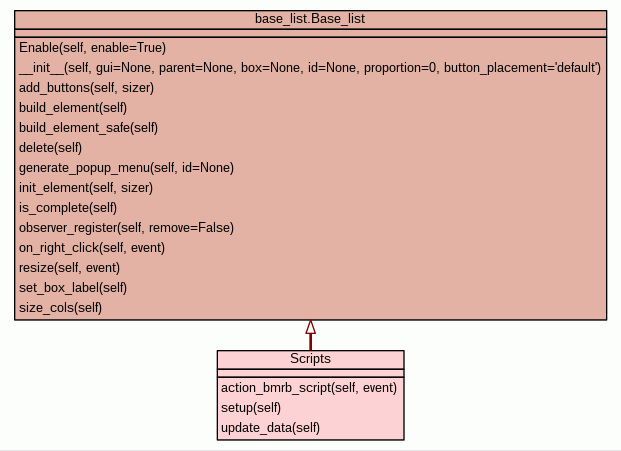 base_list.Base_list
Enable(self, enable=True)
__init__(self, gui=None, parent=None, box=None, id=None, proportion=0, button_placement='default')
add_buttons(self, sizer)
build_element(self)
build_element_safe(self)
delete(self)
generate_popup_menu(self, id=None)
init_element(self, sizer)
is_complete(self)
observer_register(self, remove=False)
on_right_click(self, event)
resize(self, event)
set_box_label(self)
size_cols(self)
Scripts
action_bmrb_script(self, event)
setup(self)
update_data(self)